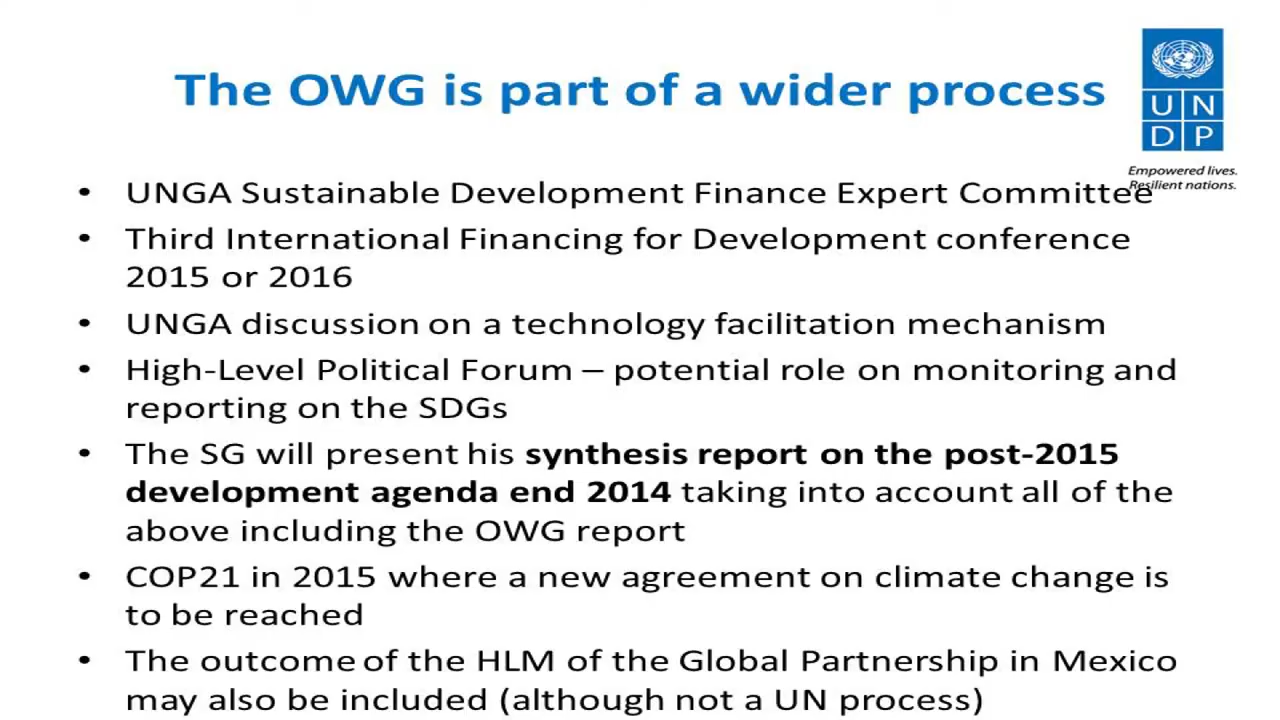 The OWG is part of a wider process
UN
DP
Empowered lives.
Resilient nations.
• UNGA Sustainable Development Finance Expert Committee
• Third International Financing for Development conference
2015 or 2016
• UNGA discussion on a technology facilitation mechanism
• High-Level Political Forum – potential role on monitoring and
reporting on the SDGs
• The SG will present his synthesis report on the post-2015
development agenda end 2014 taking into account all of the
above including the OWG report
• COP21 in 2015 where a new agreement on climate change is
to be reached
• The outcome of the HLM of the Global Partnership in Mexico
may also be included (although not a UN process)